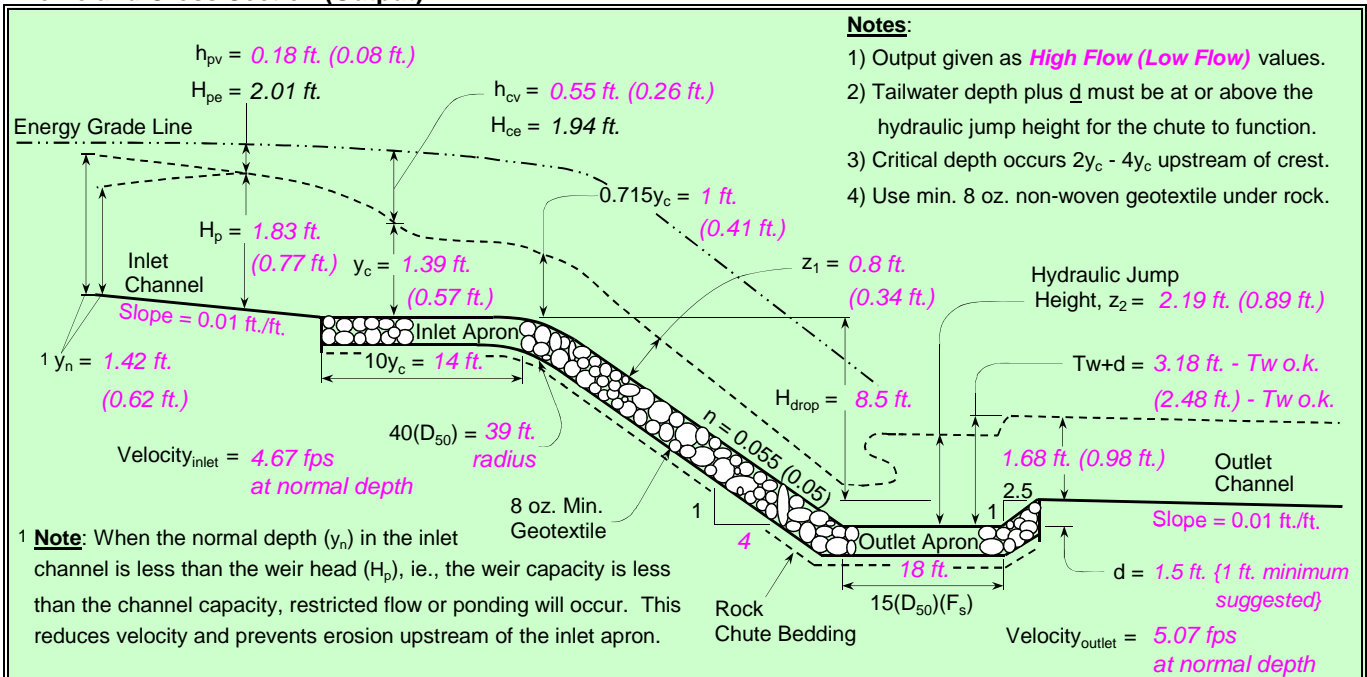 Notes:
1) Output given as High Flow (Low Flow) values.
2) Tailwater depth plus d must be at or above the
hydraulic jump height for the chute to function.
3) Critical depth occurs 2yc - 4yc upstream of crest.
4) Use min. 8 oz. non-woven geotextile under rock.
hpv = 0.18 ft. (0.08 ft.)
Hpe = 2.01 ft.
hcv = 0.55 ft. (0.26 ft.)
Hce = 1.94 ft.
Energy Grade Line
0.715yc = 1 ft.
(0.41 ft.)
Hp = 1.83 ft.
(0.77 ft.)
yc = 1.39 ft.
(0.57 ft.)
z1 = 0.8 ft.
(0.34 ft.)
Inlet
Channel
Slope = 0.01 ft./ft.
Hydraulic Jump
Height, z2 = 2.19 ft. (0.89 ft.)
Inlet Apron
1 yn = 1.42 ft.
(0.62 ft.)
10yc = 14 ft.
Tw+d = 3.18 ft. - Tw o.k.
(2.48 ft.) - Tw o.k.
Hdrop = 8.5 ft.
40(D50) = 39 ft.
radius
n = 0.055 (0.05)
Velocityinlet = 4.67 fps
at normal depth
1.68 ft. (0.98 ft.)
Outlet
Channel
8 oz. Min.
Geotextile
1
4
1
2.5
Slope = 0.01 ft./ft.
Outlet Apron
18 ft.
15(D50)(Fs)
d = 1.5 ft. {1 ft. minimum
suggested}
Rock
Chute Bedding
Velocityoutlet = 5.07 fps
at normal depth
1 Note: When the normal depth (yn) in the inlet
channel is less than the weir head (Hp), ie., the weir capacity is less
than the channel capacity, restricted flow or ponding will occur. This
reduces velocity and prevents erosion upstream of the inlet apron.